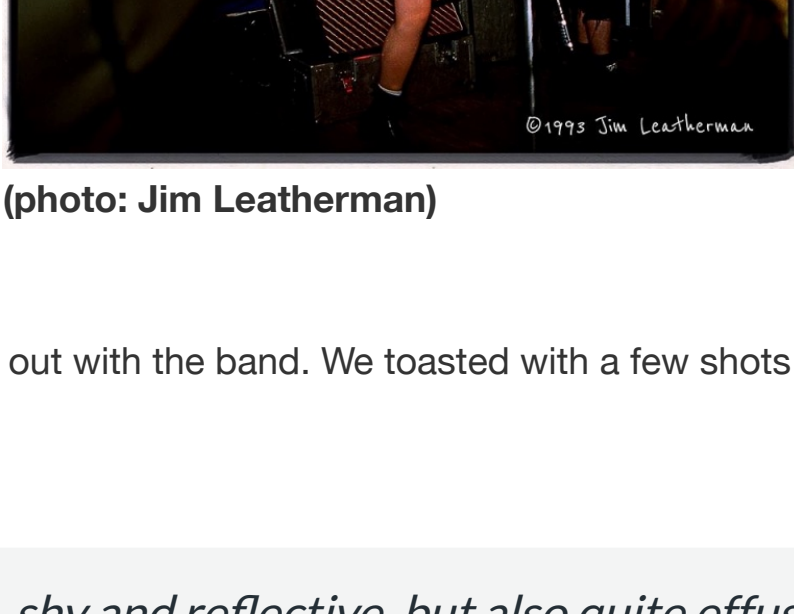 ©1993 Jim Leatherman
(photo: Jim Leatherman)
out with the band. We toasted with a few shots
shy and reflective, but also quite